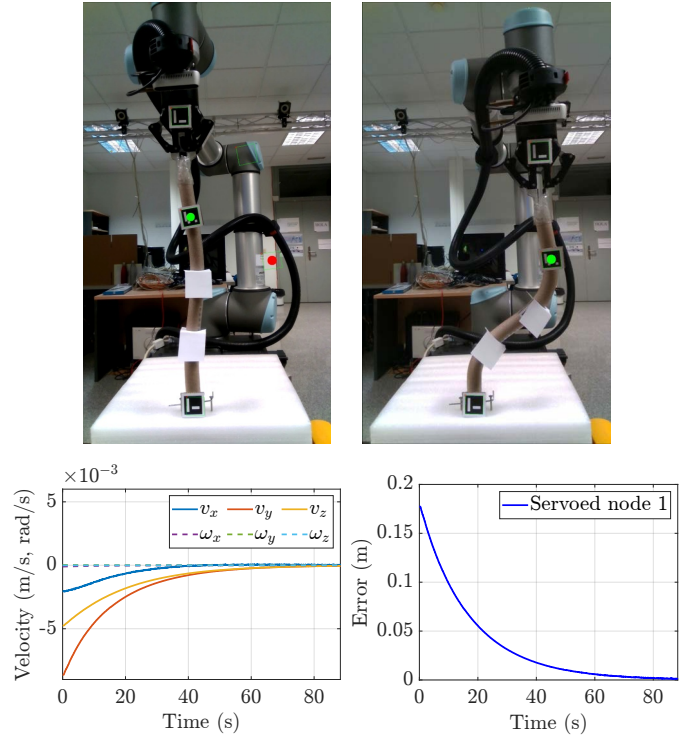 ×10⁻³
5
0
-5
Velocity (m/s, rad/s)
v_x v_y v_z
ω_x ω_y ω_z
0 20 40 60 80
Time (s)
0.2
0.15
0.1
0.05
0
Error (m)
Servoed node 1
0 20 40 60 80
Time (s)